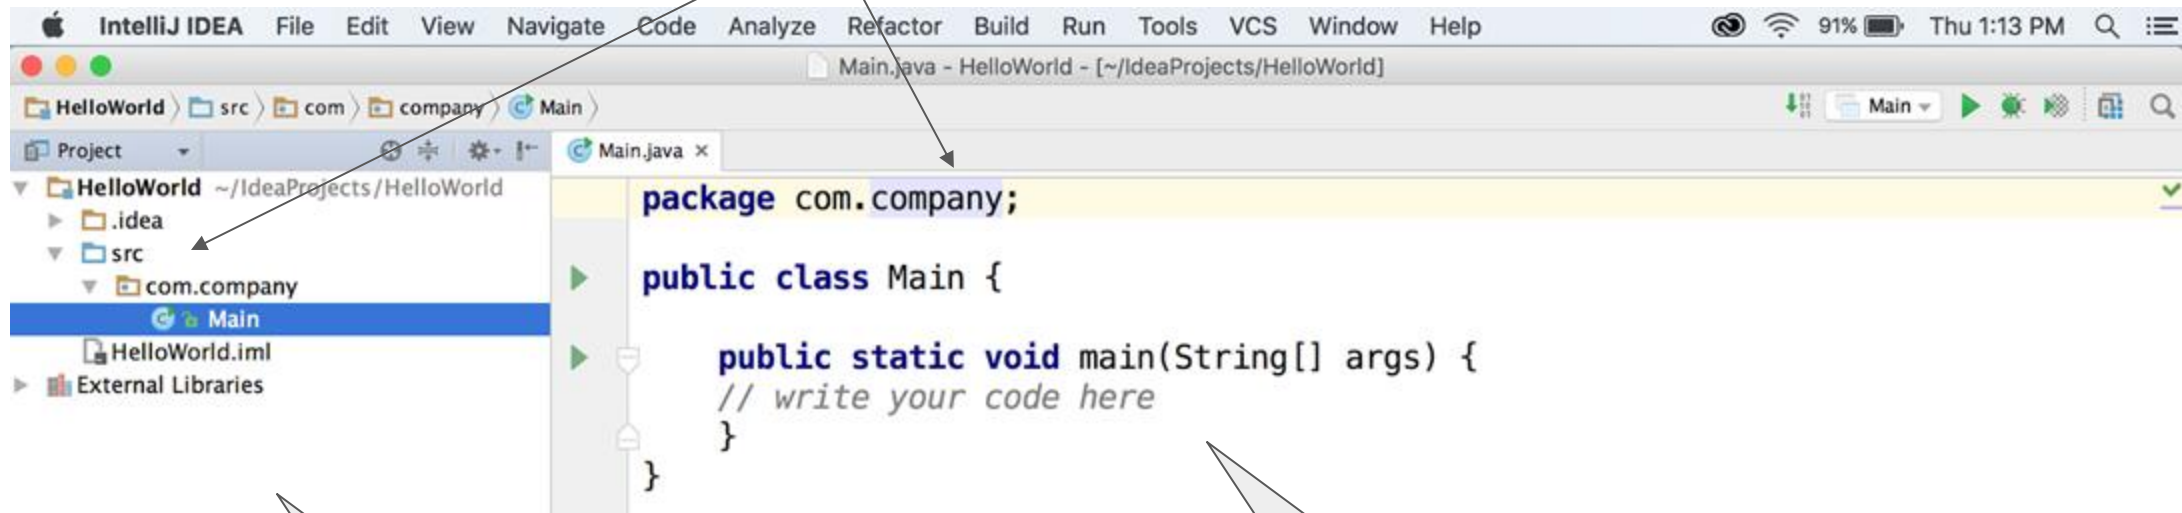 IntelliJ IDEA File Edit View Navigate Code Analyze Refactor Build Run Tools VCS Window Help 91% Thu 1:13 PM
Main.java - HelloWorld - [~/IdeaProjects/HelloWorld]
HelloWorld src com company Main Main
Project Main.java
HelloWorld ~/IdeaProjects/HelloWorld
.idea
src
com.company
Main
HelloWorld.iml
External Libraries
package com.company;
public class Main {
public static void main(String[] args) {
// write your code here
}
}